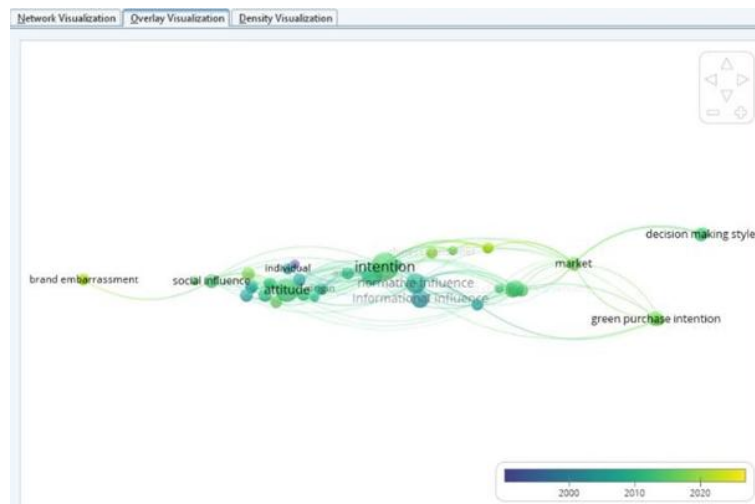 Network Visualization Overlay Visualization Density Visualization
decision making style
brand embarrassment
social influence
individual
intention
market
attitude
normative influence
Informational influence
green purchase intention
2000 2010 2020